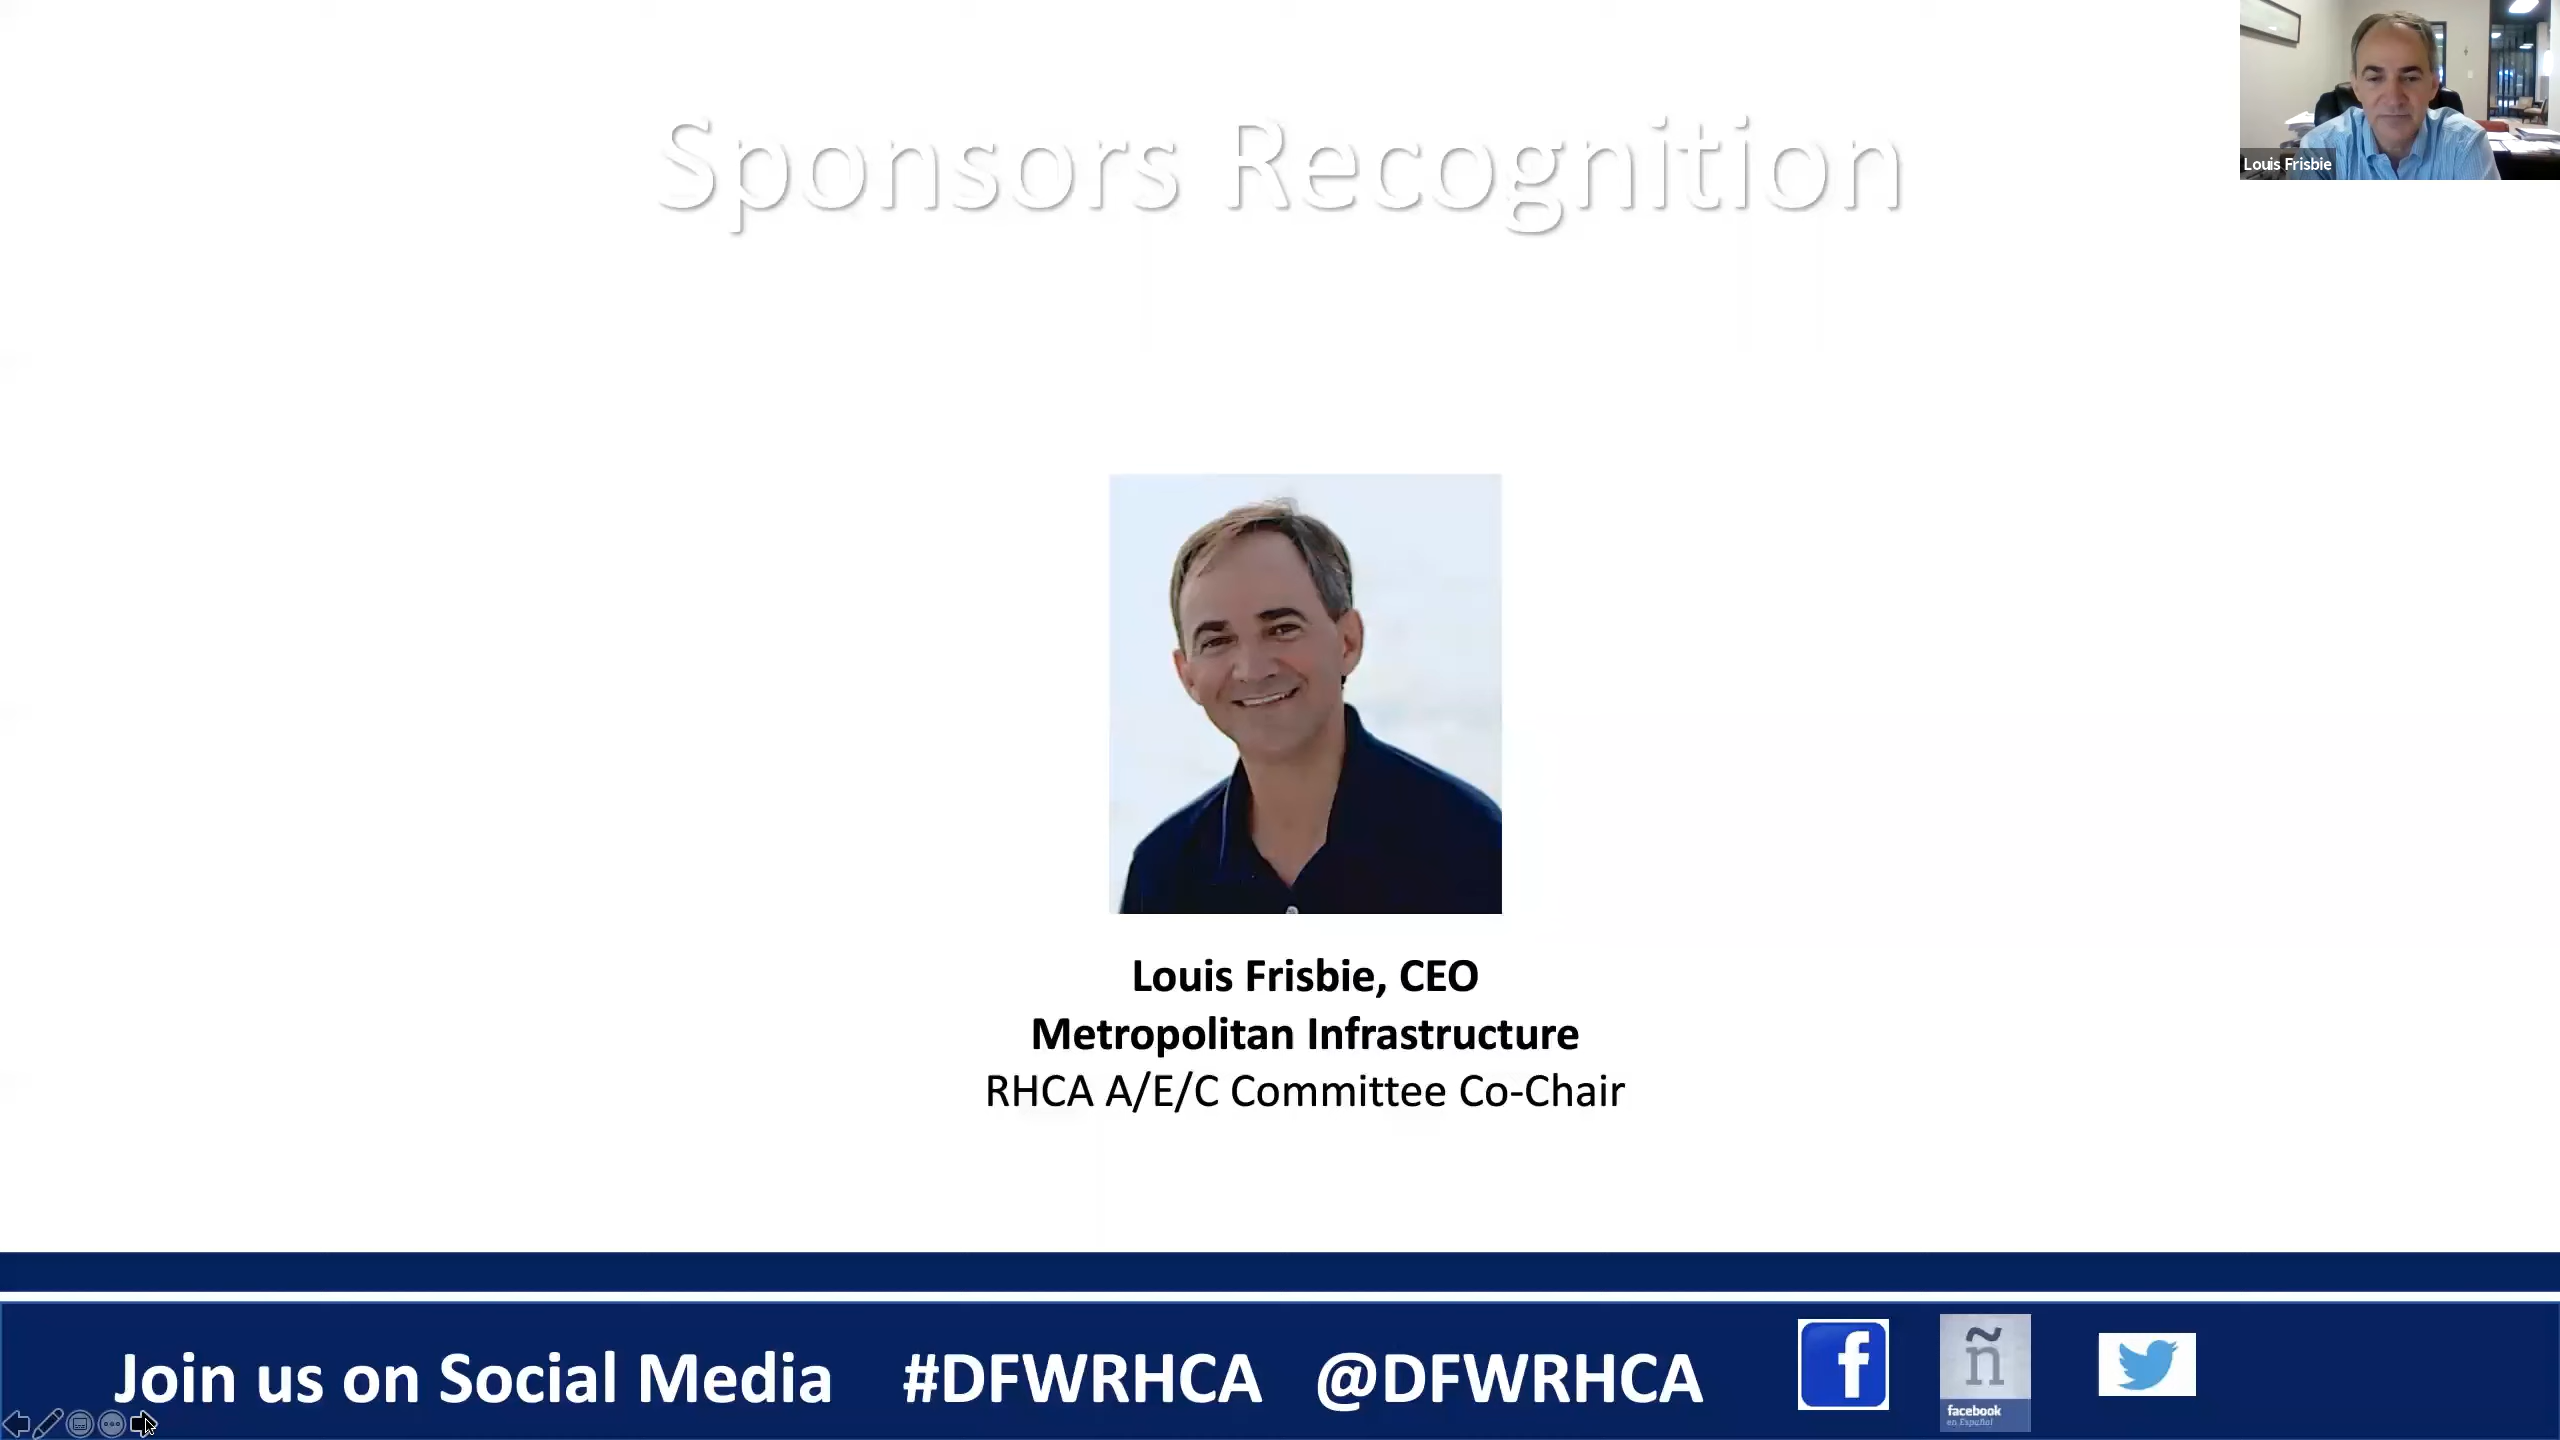 Sponsors Recognition
Louis Frisbie
Louis Frisbie, CEO
Metropolitan Infrastructure
RHCA A/E/C Committee Co-Chair
Join us on Social Media #DFWRHCA @DFWRHCA
f
ñ
facebook
en Español